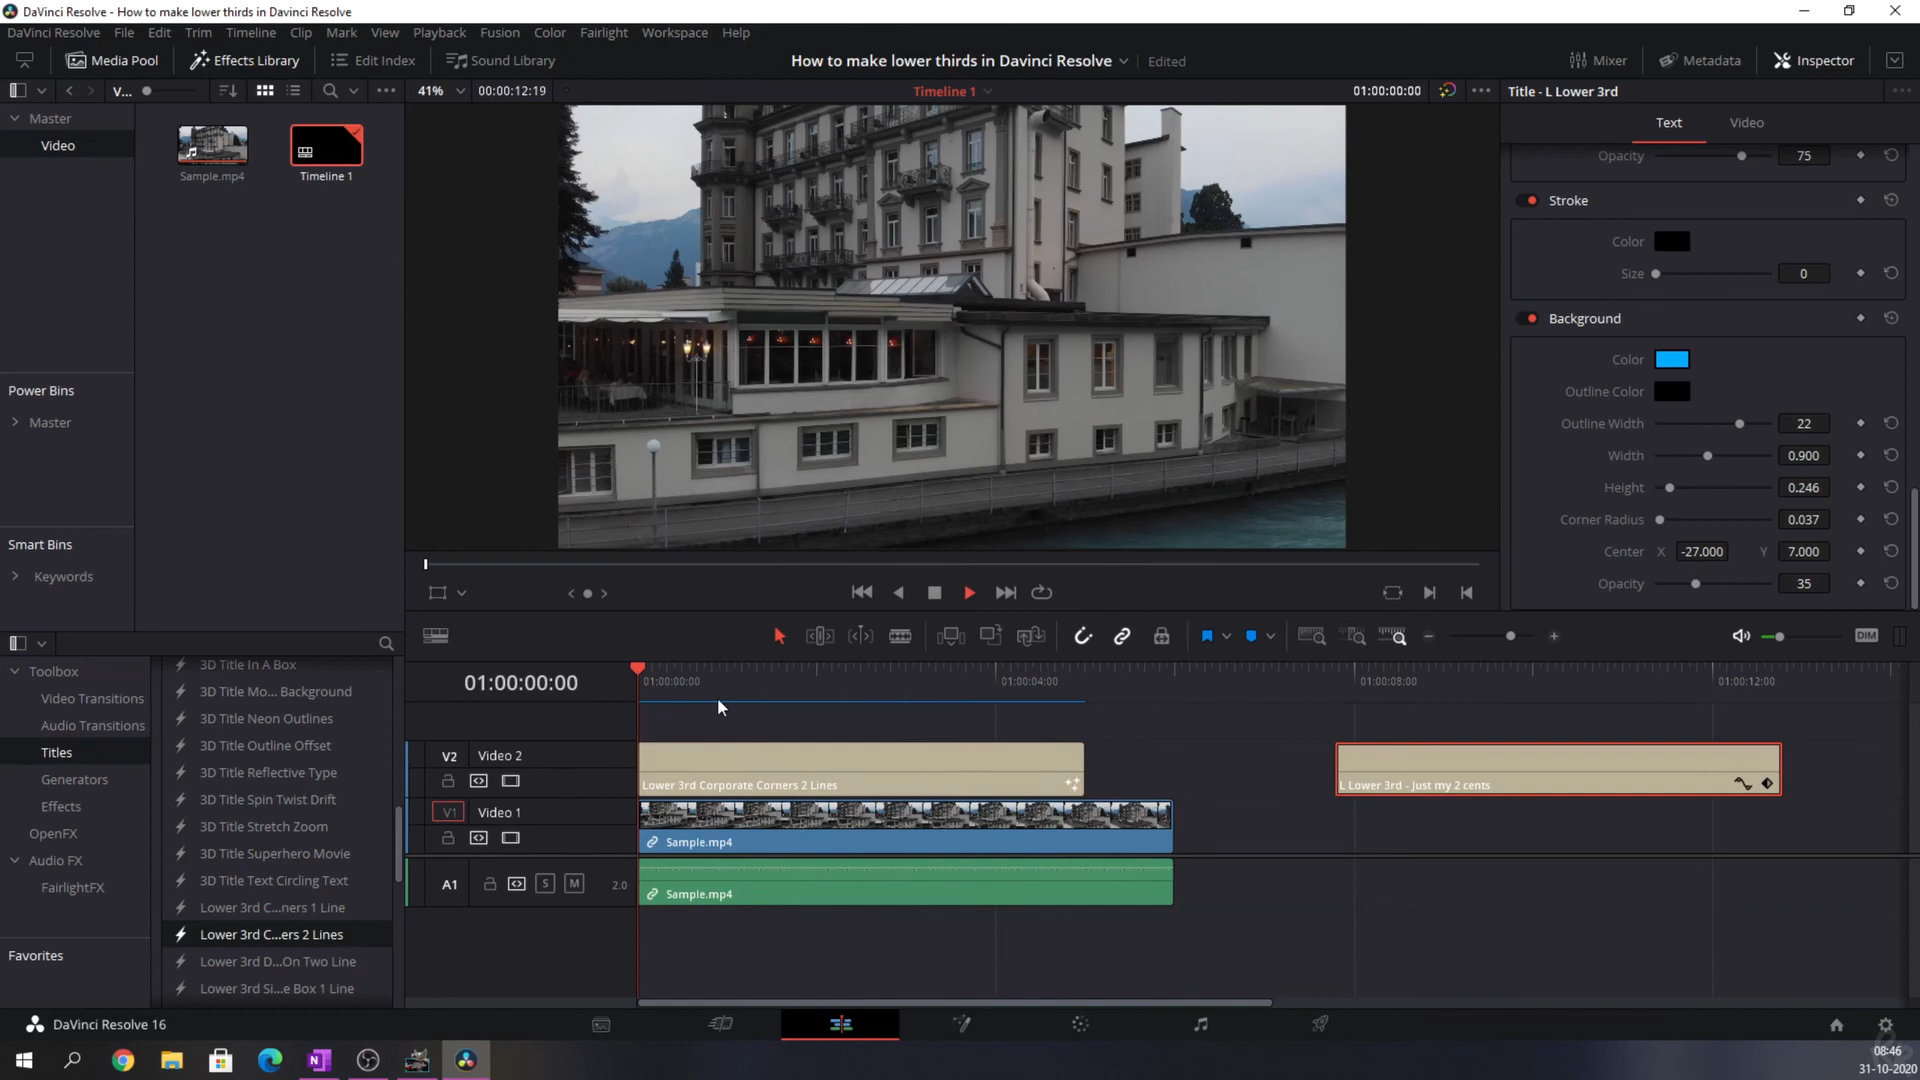 DaVinci Resolve - How to make lower thirds in Davinci Resolve
DaVinci Resolve File Edit Trim Timeline Clip Mark View Playback Fusion Color Fairlight Workspace Help
Media Pool Effects Library Edit Index Sound Library How to make lower thirds in Davinci Resolve Edited Mixer Metadata Inspector
V... 41% 00:00:12:19 Timeline 1 01:00:00:00 Title - L Lower 3rd
Master
Video
Sample.mp4 Timeline 1
Power Bins
Master
Smart Bins
Keywords
Text Video
Opacity 75
Stroke
Color
Size 0
Background
Color
Outline Color
Outline Width 22
Width 0.900
Height 0.246
Corner Radius 0.037
Center X -27.000 Y 7.000
Opacity 35
DIM
Toolbox
Video Transitions
Audio Transitions
Titles
Generators
Effects
OpenFX
Audio FX
FairlightFX
Favorites
3D Title In A Box
3D Title Mo... Background
3D Title Neon Outlines
3D Title Outline Offset
3D Title Reflective Type
3D Title Spin Twist Drift
3D Title Stretch Zoom
3D Title Superhero Movie
3D Title Text Circling Text
Lower 3rd C...ners 1 Line
Lower 3rd C...ers 2 Lines
Lower 3rd D...On Two Line
Lower 3rd Si...e Box 1 Line
01:00:00:00 01:00:00:00 01:00:04:00 01:00:08:00 01:00:12:00
V2 Video 2
Lower 3rd Corporate Corners 2 Lines L Lower 3rd - Just my 2 cents
V1 Video 1
Sample.mp4
A1 S M 2.0
Sample.mp4
DaVinci Resolve 16
08:46
31-10-2020